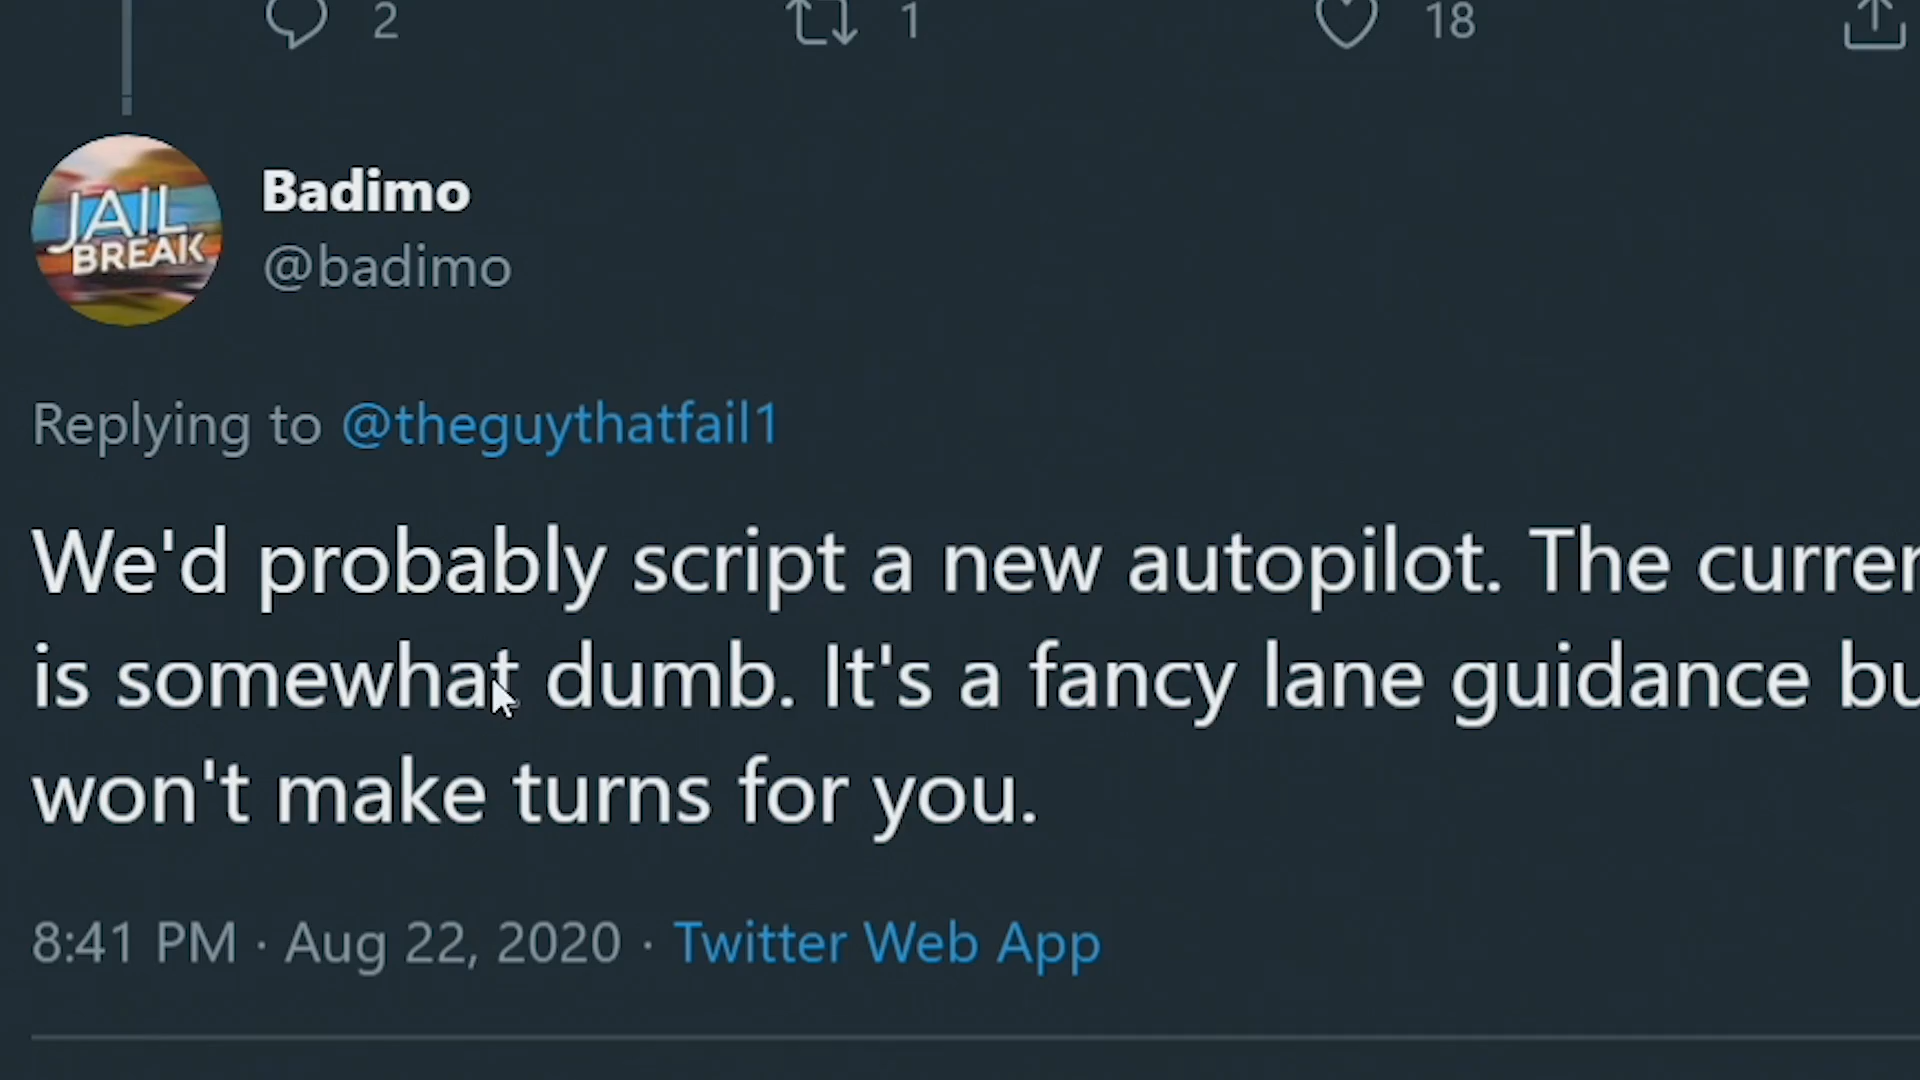 2 1 18
JAIL
BREAK
Badimo
@badimo
Replying to @theguythatfail1
We'd probably script a new autopilot. The curren
is somewhat dumb. It's a fancy lane guidance bu
won't make turns for you.
8:41 PM · Aug 22, 2020 · Twitter Web App